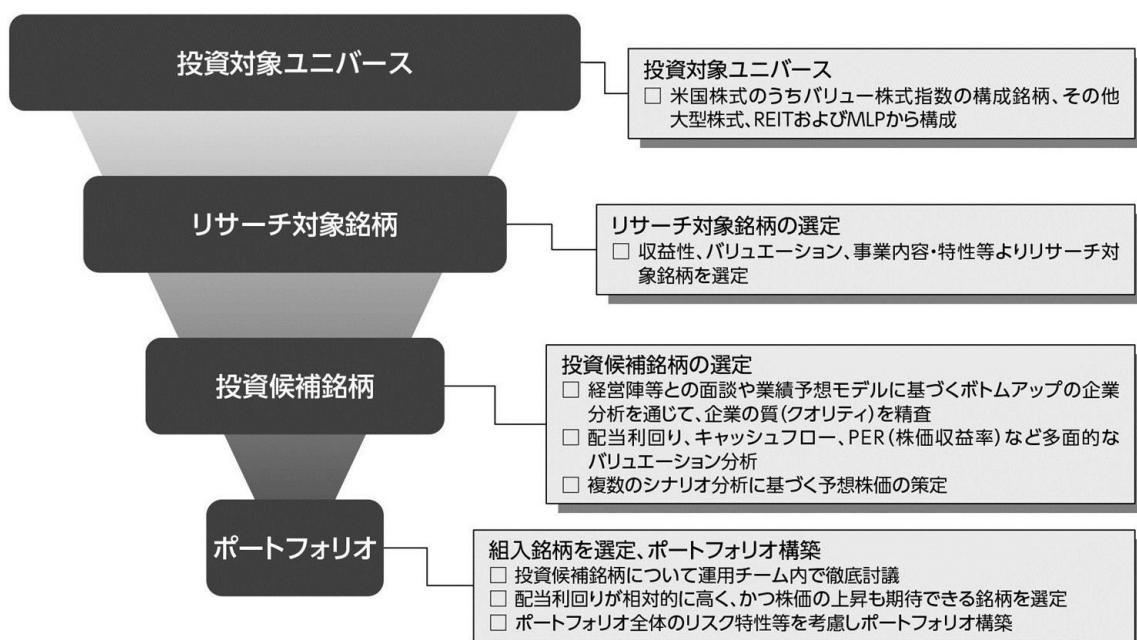 投資対象ユニバース
投資対象ユニバース
□ 米国株式のうちバリュー株式指数の構成銘柄、その他
大型株式、REITおよびMLPから構成
リサーチ対象銘柄
リサーチ対象銘柄の選定
□ 収益性、バリュエーション、事業内容・特性等よりリサーチ対
象銘柄を選定
投資候補銘柄
投資候補銘柄の選定
□ 経営陣等との面談や業績予想モデルに基づくボトムアップの企業
分析を通じて、企業の質(クオリティ)を精査
□ 配当利回り、キャッシュフロー、PER(株価収益率)など多面的な
バリュエーション分析
□ 複数のシナリオ分析に基づく予想株価の策定
ポートフォリオ
組入銘柄を選定、ポートフォリオ構築
□ 投資候補銘柄について運用チーム内で徹底討議
□ 配当利回りが相対的に高く、かつ株価の上昇も期待できる銘柄を選定
□ ポートフォリオ全体のリスク特性等を考慮しポートフォリオ構築